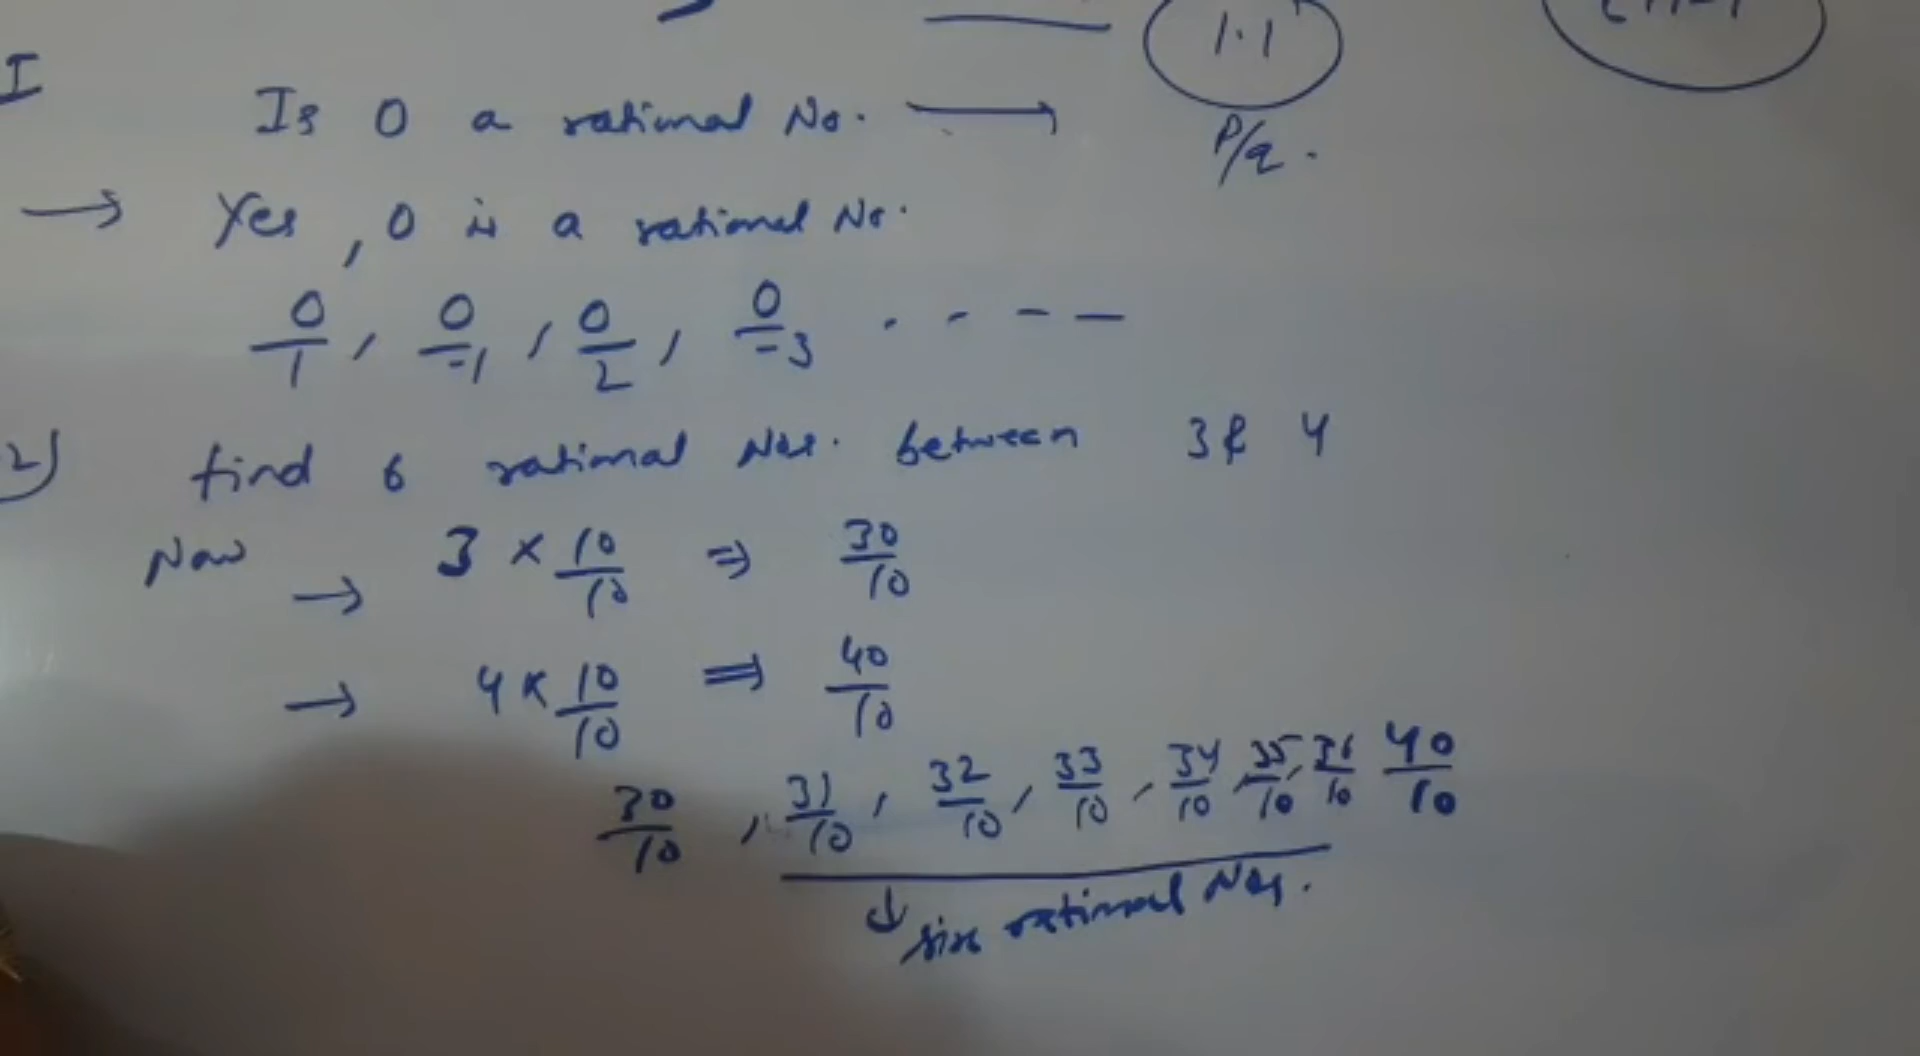 1.1
I Is 0 a rational No. → P/q.
→ Yes, 0 is a rational No.
0/1, 0/-1, 0/2, 0/-3 . - - -
2) find 6 rational Nos. between 3 & 4
Now → 3 × 10/10 ⇒ 30/10
→ 4 × 10/10 ⇒ 40/10
30/10, 31/10, 32/10, 33/10, 34/10, 35/10, 36/10 40/10
↓ six rational Nos.